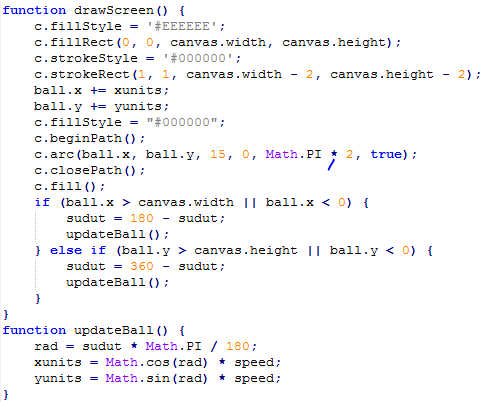 function drawScreen() {
    c.fillStyle = '#EEEEEE';
    c.fillRect(0, 0, canvas.width, canvas.height);
    c.strokeStyle = '#000000';
    c.strokeRect(1, 1, canvas.width - 2, canvas.height - 2);
    ball.x += xunits;
    ball.y += yunits;
    c.fillStyle = "#000000";
    c.beginPath();
    c.arc(ball.x, ball.y, 15, 0, Math.PI * 2, true);
    c.closePath();
    c.fill();
    if (ball.x > canvas.width || ball.x < 0) {
        sudut = 180 - sudut;
        updateBall();
    } else if (ball.y > canvas.height || ball.y < 0) {
        sudut = 360 - sudut;
        updateBall();
    }
}
function updateBall() {
    rad = sudut * Math.PI / 180;
    xunits = Math.cos(rad) * speed;
    yunits = Math.sin(rad) * speed;
}